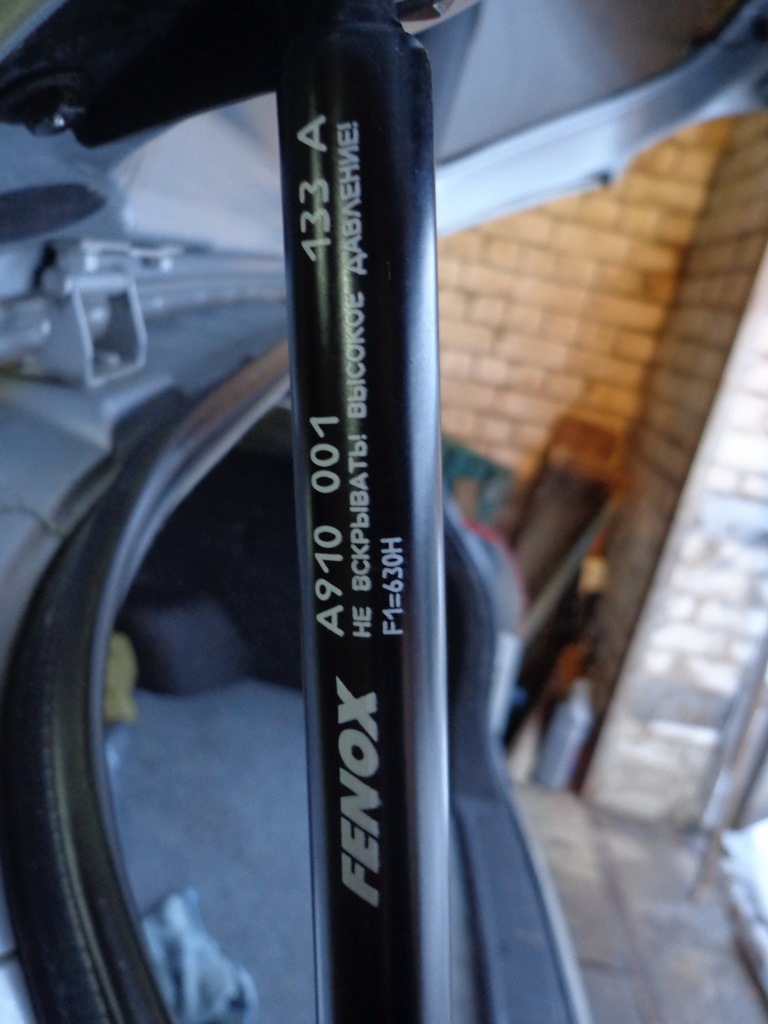 FENOX
A910 001 133 A
НЕ ВСКРЫВАТЬ! ВЫСОКОЕ ДАВЛЕНИЕ!
F1=630H